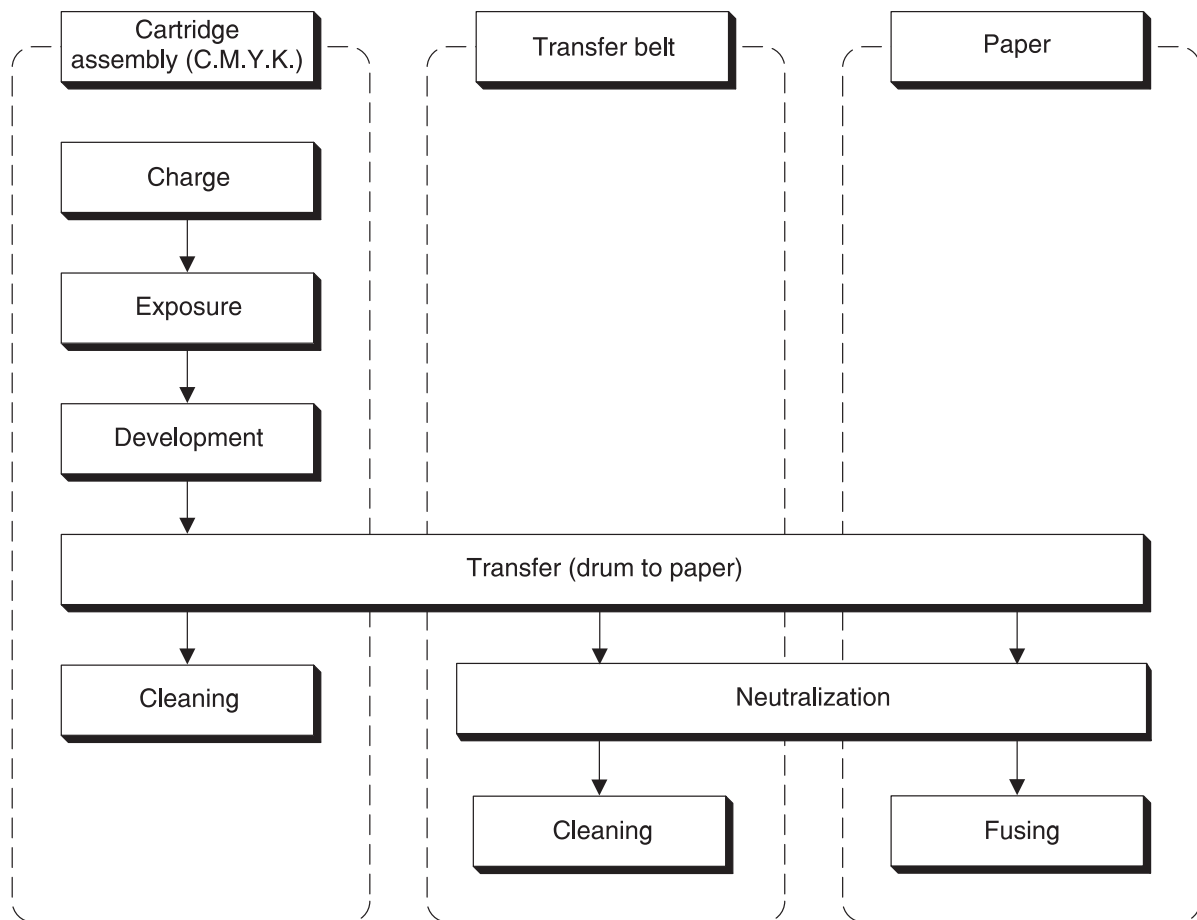 Cartridge
assembly (C.M.Y.K.)
Transfer belt
Paper
Charge
Exposure
Development
Transfer (drum to paper)
Cleaning
Neutralization
Cleaning
Fusing